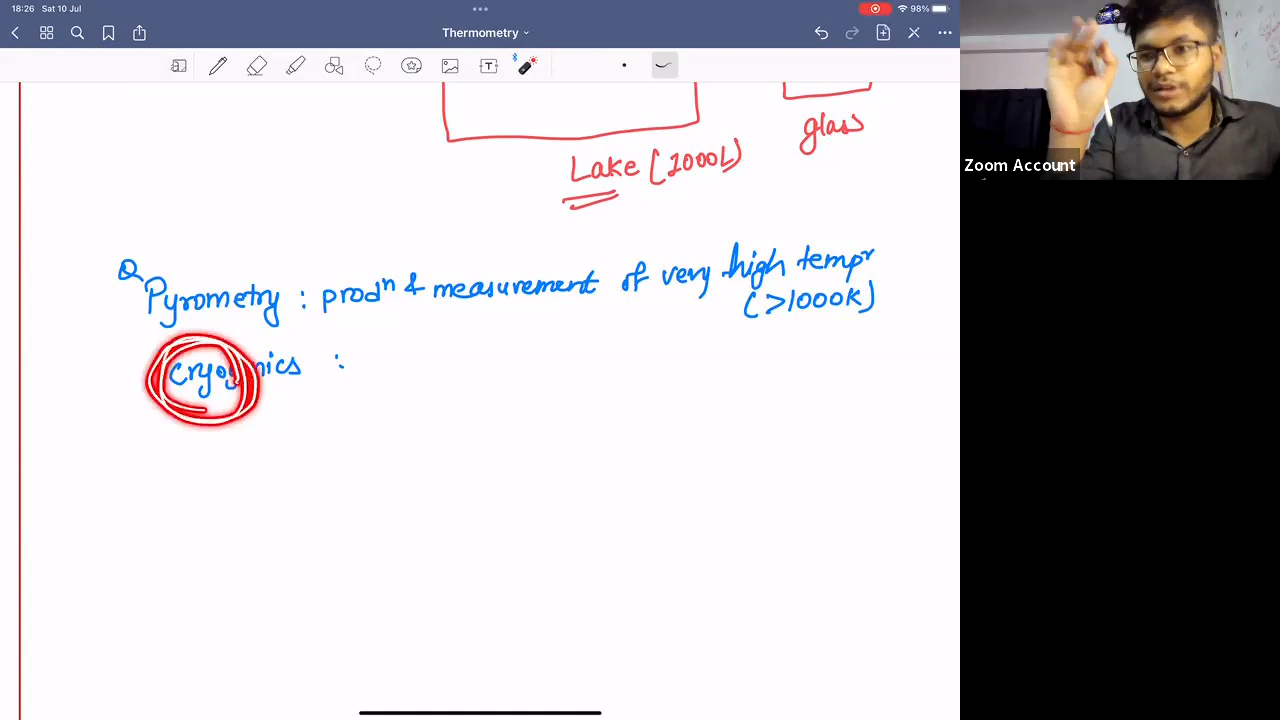 18:26 Sat 10 Jul
98%
Thermometry
T
glass
Lake (1000L)
Zoom Account
Q
Pyrometry : prodⁿ & measurement of very high tempr
(>1000K)
Cryogenics :